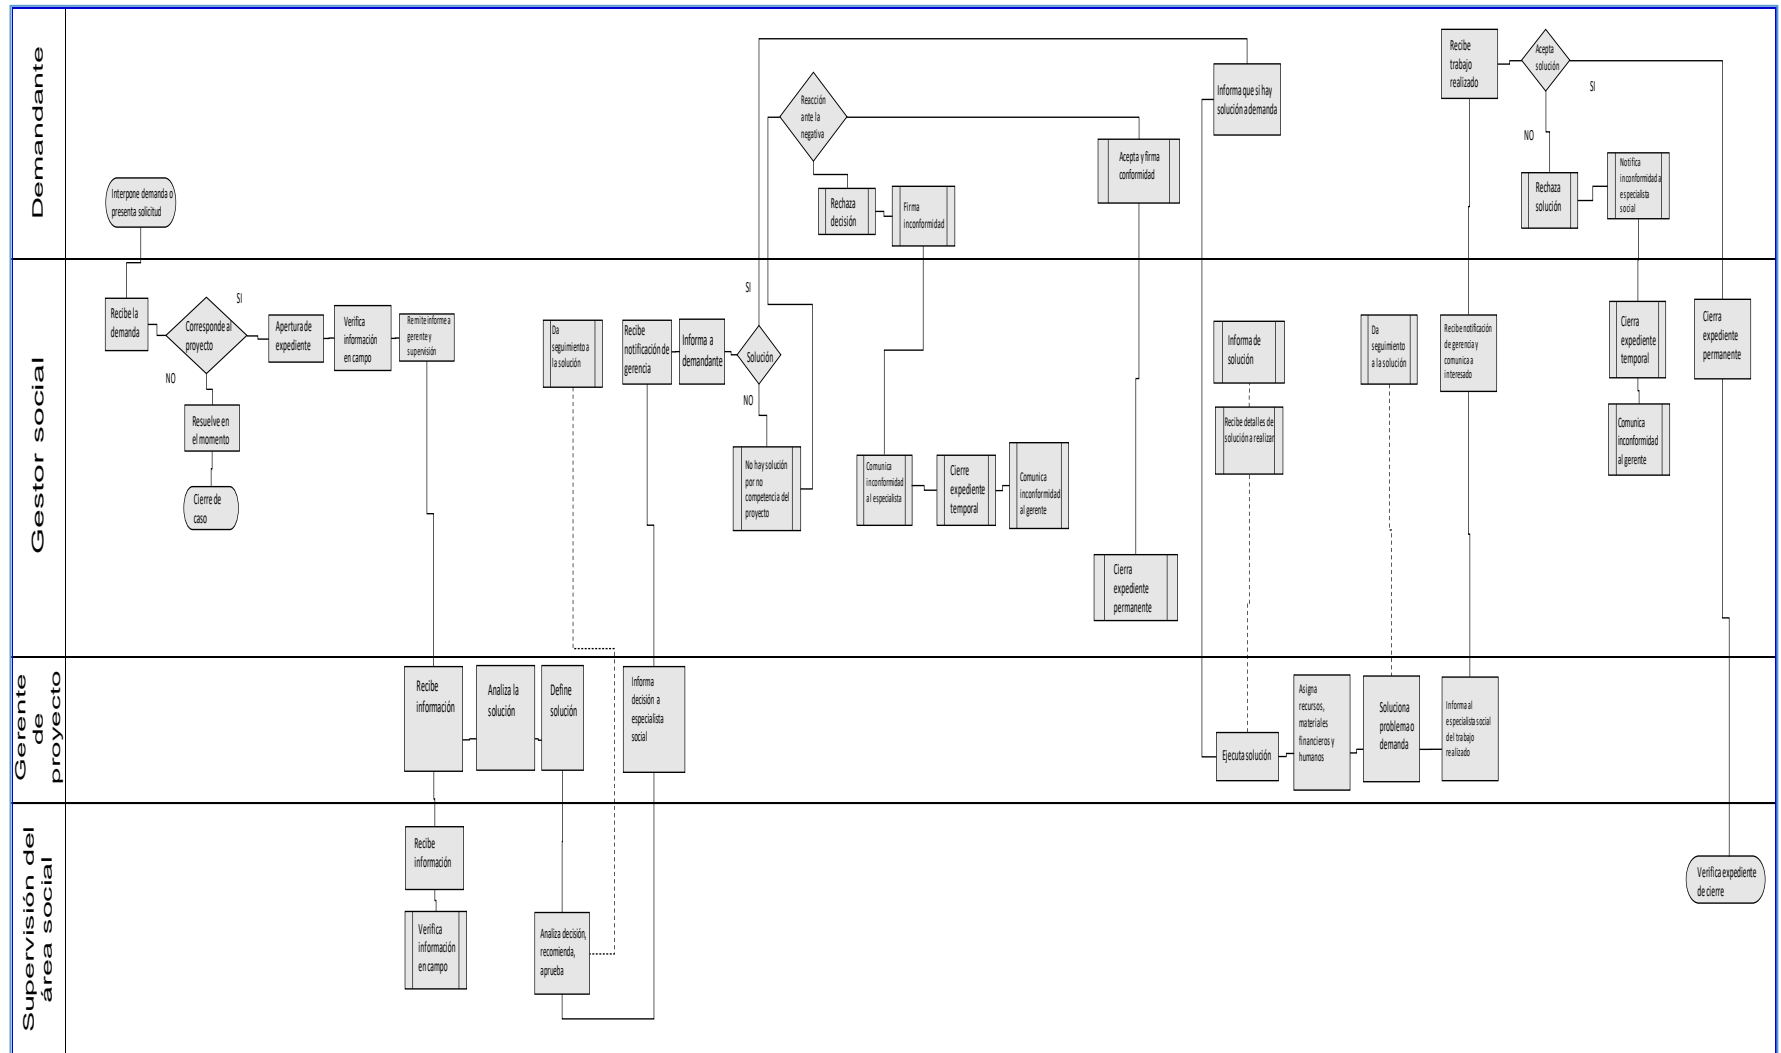 Demandante
Interpone demanda o
presenta solicitud
Reacción
ante la
negativa
Rechaza
decisión
Firma
inconformidad
Acepta y firma
conformidad
Informa que si hay
solución a demanda
Recibe
trabajo
realizado
Acepta
solución
SI
NO
Rechaza
solución
Notifica
inconformidad a
especialista
social
Gestor social
Recibe la
demanda
Corresponde al
proyecto
SI
NO
Resuelve en
el momento
Cierre de
caso
Apertura de
expediente
Verifica
información
en campo
Remite informe a
gerente y
supervisión
Da
seguimiento a
la solución
Recibe
notificación de
gerencia
Informa a
demandante
SI
Solución
NO
No hay solución
por no
competencia del
proyecto
Comunica
inconformidad
al especialista
Cierre
expediente
temporal
Comunica
inconformidad
al gerente
Cierra
expediente
permanente
Informa de
solución
Recibe detalles de
solución a realizar
Da
seguimiento
a la solución
Recibe notificación
de gerencia y
comunica a
interesado
Cierra
expediente
temporal
Comunica
inconformidad
al gerente
Cierra
expediente
permanente
Gerente
de
proyecto
Recibe
información
Analiza la
solución
Define
solución
Informa
decisión a
especialista
social
Ejecuta solución
Asigna
recursos,
materiales
financieros y
humanos
Soluciona
problema o
demanda
Informa al
especialista social
del trabajo
realizado
Supervisión del
área social
Recibe
información
Verifica
información
en campo
Analiza decisión,
recomienda,
aprueba
Verifica expediente
de cierre